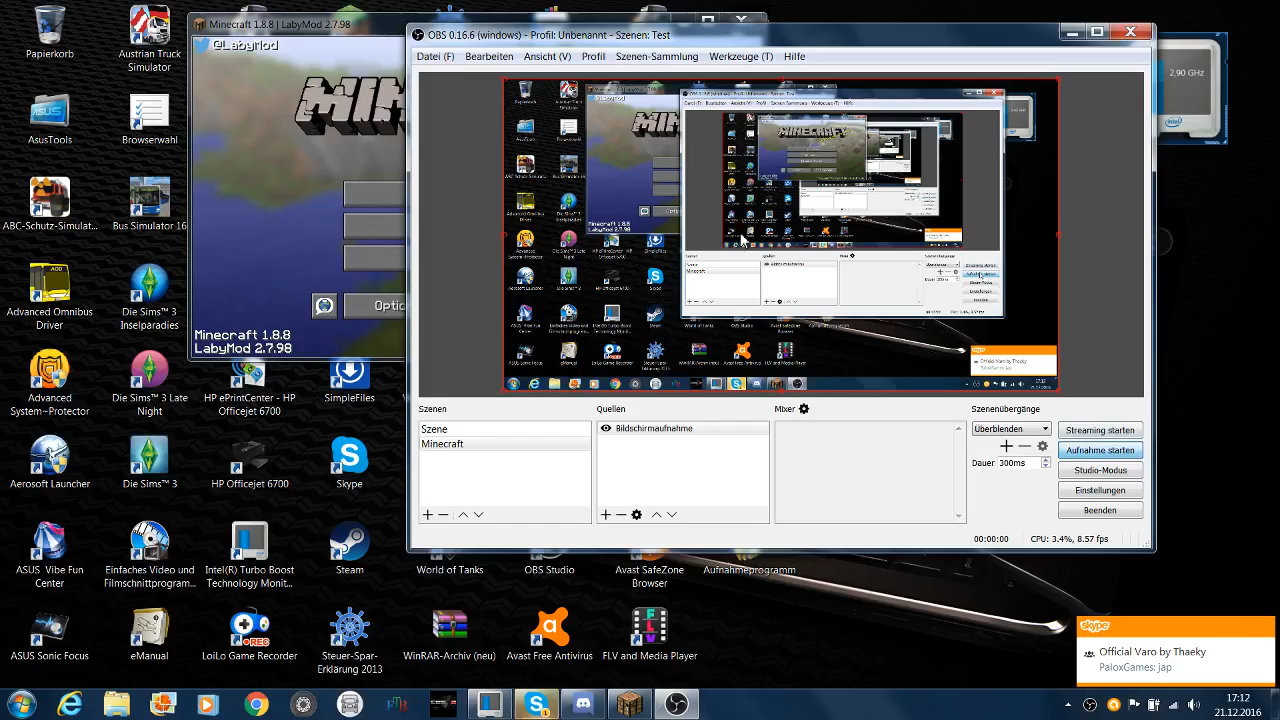 Papierkorb
Austrian Truck
Simulator
AsusTools
Browserwahl
ABC-Schutz-Simulat...
Bus Simulator 16
Advanced Omnibus
Driver
Die Sims™ 3
Inselparadies
Advanced
System~Protector
Die Sims™ 3 Late
Night
HP ePrintCenter - HP
Officejet 6700
SimpleFiles
Aerosoft Launcher
Die Sims™ 3
HP Officejet 6700
Skype
ASUS Vibe Fun
Center
Einfaches Video und
Filmschnittprogram...
Intel(R) Turbo Boost
Technology Monit...
Steam
World of Tanks
OBS Studio
Avast SafeZone
Browser
Aufnahmeprogramm
ASUS Sonic Focus
eManual
LoiLo Game Recorder
Steuer-Spar-
Erklärung 2013
WinRAR-Archiv (neu)
Avast Free Antivirus
FLV and Media Player
Minecraft 1.8.8 | LabyMod 2.7.98
@LabyMod
Optic
Minecraft 1.8.8
LabyMod 2.7.98
OBS 0.16.6 (windows) - Profil: Unbenannt - Szenen: Test
Datei (F) Bearbeiten Ansicht (V) Profil Szenen-Sammlung Werkzeuge (T) Hilfe
Szenen
Szene
Minecraft
Quellen
Bildschirmaufnahme
Mixer
Szenenübergänge
Überblenden
Dauer 300ms
Streaming starten
Aufnahme starten
Studio-Modus
Einstellungen
Beenden
00:00:00 CPU: 3.4%, 8.57 fps
2,90 GHz
intel
skype
Official Varo by Thaeky
PaloxGames: jap
17:12
21.12.2016